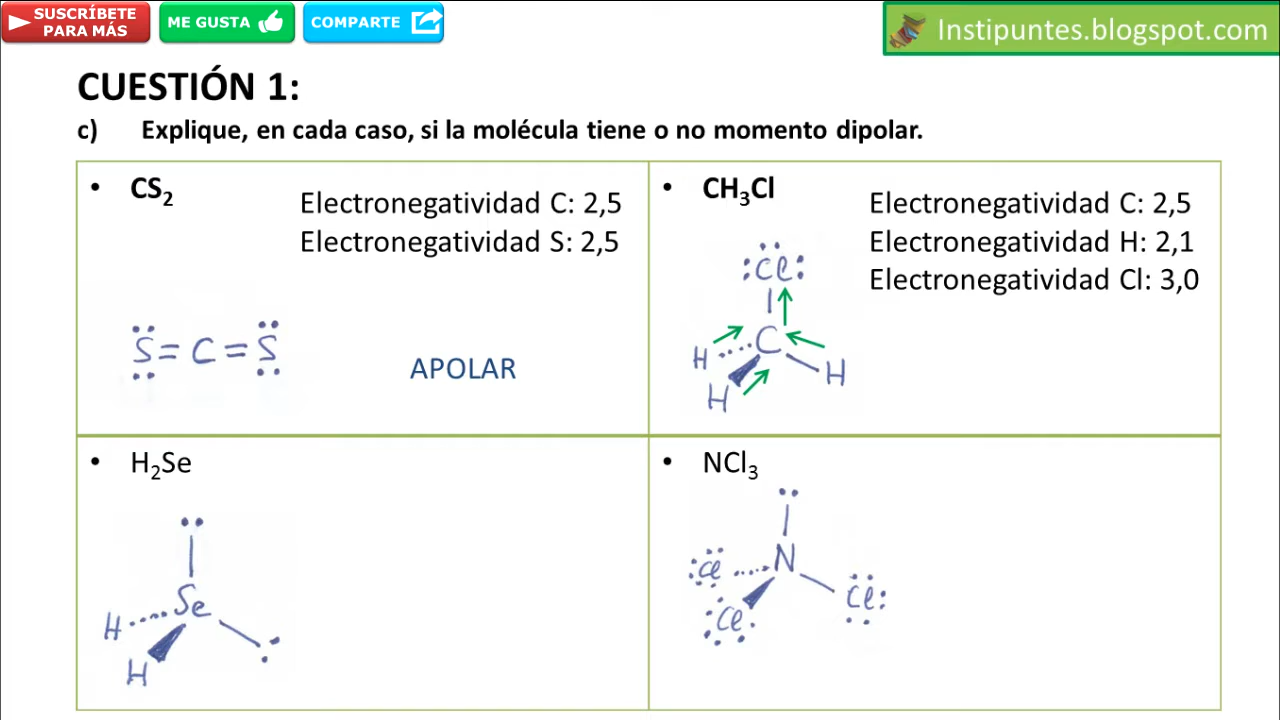 SUSCRÍBETE
PARA MÁS
ME GUSTA
COMPARTE
Instipuntes.blogspot.com
CUESTIÓN 1:
c) Explique, en cada caso, si la molécula tiene o no momento dipolar.
• CS₂
Electronegatividad C: 2,5
Electronegatividad S: 2,5
S=C=S
APOLAR
• CH₃Cl
Electronegatividad C: 2,5
Electronegatividad H: 2,1
Electronegatividad Cl: 3,0
Cl
C
H
H
H
• H₂Se
Se
H
H
• NCl₃
N
Cl
Cl
Cl